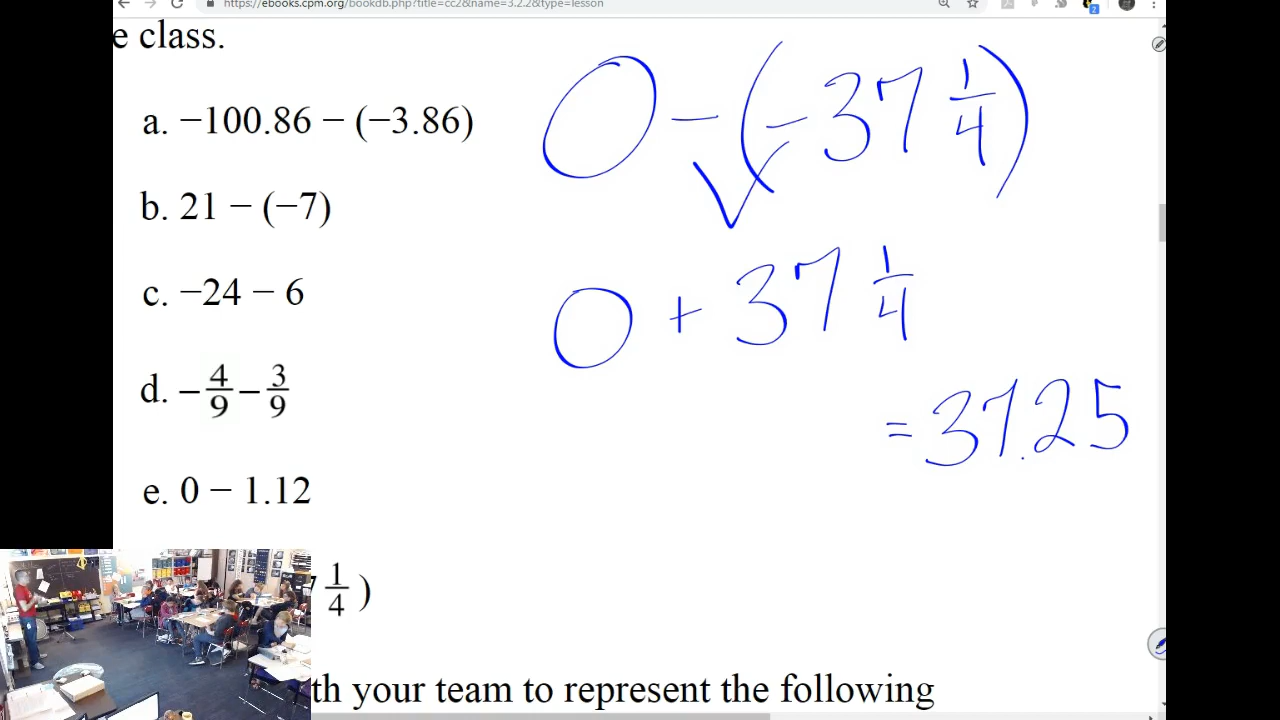 https://ebooks.cpm.org/bookdb.php?title=cc2&name=3.2.2&type=lesson
e class.
a. −100.86 − (−3.86)
b. 21 − (−7)
c. −24 − 6
d. −4/9 − 3/9
e. 0 − 1.12
1/4 )
th your team to represent the following
0 − (−37 1/4)
0 + 37 1/4
= 37.25
2